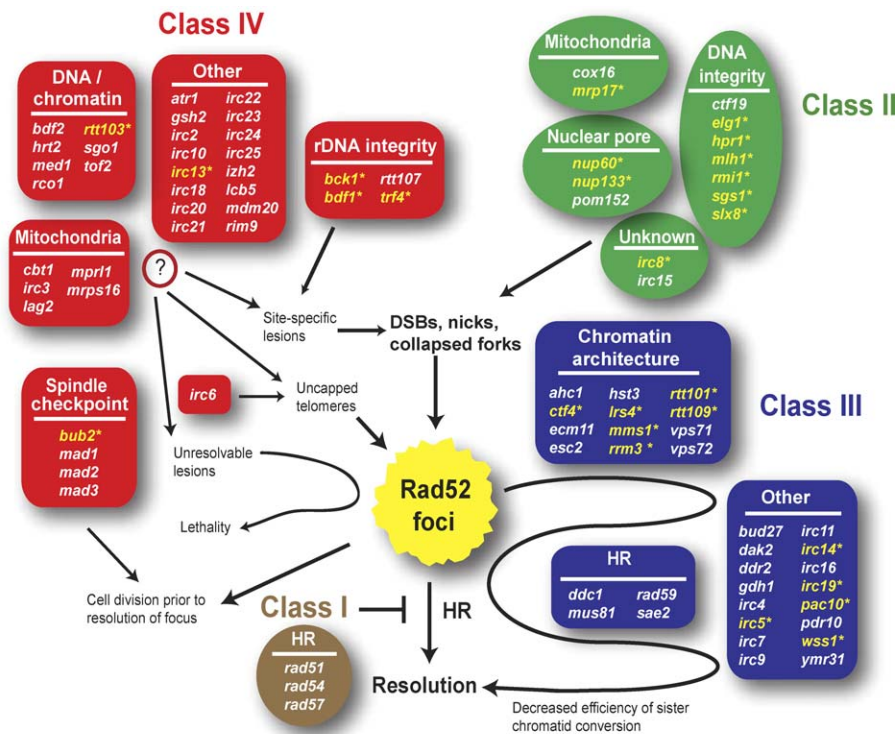 Class IV
DNA /
chromatin
bdf2 rtt103*
hrt2 sgo1
med1 tof2
rco1
Other
atr1 irc22
gsh2 irc23
irc2 irc24
irc10 irc25
irc13* izh2
irc18 lcb5
irc20 mdm20
irc21 rim9
rDNA integrity
bck1* rtt107
bdf1* trf4*
Mitochondria
cbt1 mprl1
irc3 mrps16
lag2
?
Spindle
checkpoint
bub2*
mad1
mad2
mad3
irc6
Site-specific
lesions
Uncapped
telomeres
Unresolvable
lesions
Lethality
Cell division prior to
resolution of focus
Class II
Mitochondria
cox16
mrp17*
DNA
integrity
ctf19
elg1*
hpr1*
mlh1*
rmi1*
sgs1*
slx8*
Nuclear pore
nup60*
nup133*
pom152
Unknown
irc8*
irc15
DSBs, nicks,
collapsed forks
Rad52
foci
Class III
Chromatin
architecture
ahc1 hst3 rtt101*
ctf4* lrs4* rtt109*
ecm11 mms1* vps71
esc2 rrm3 * vps72
Other
bud27 irc11
dak2 irc14*
ddr2 irc16
gdh1 irc19*
irc4 pac10*
irc5* pdr10
irc7 wss1*
irc9 ymr31
HR
ddc1 rad59
mus81 sae2
Class I
HR
rad51
rad54
rad57
HR
Resolution
Decreased efficiency of sister
chromatid conversion